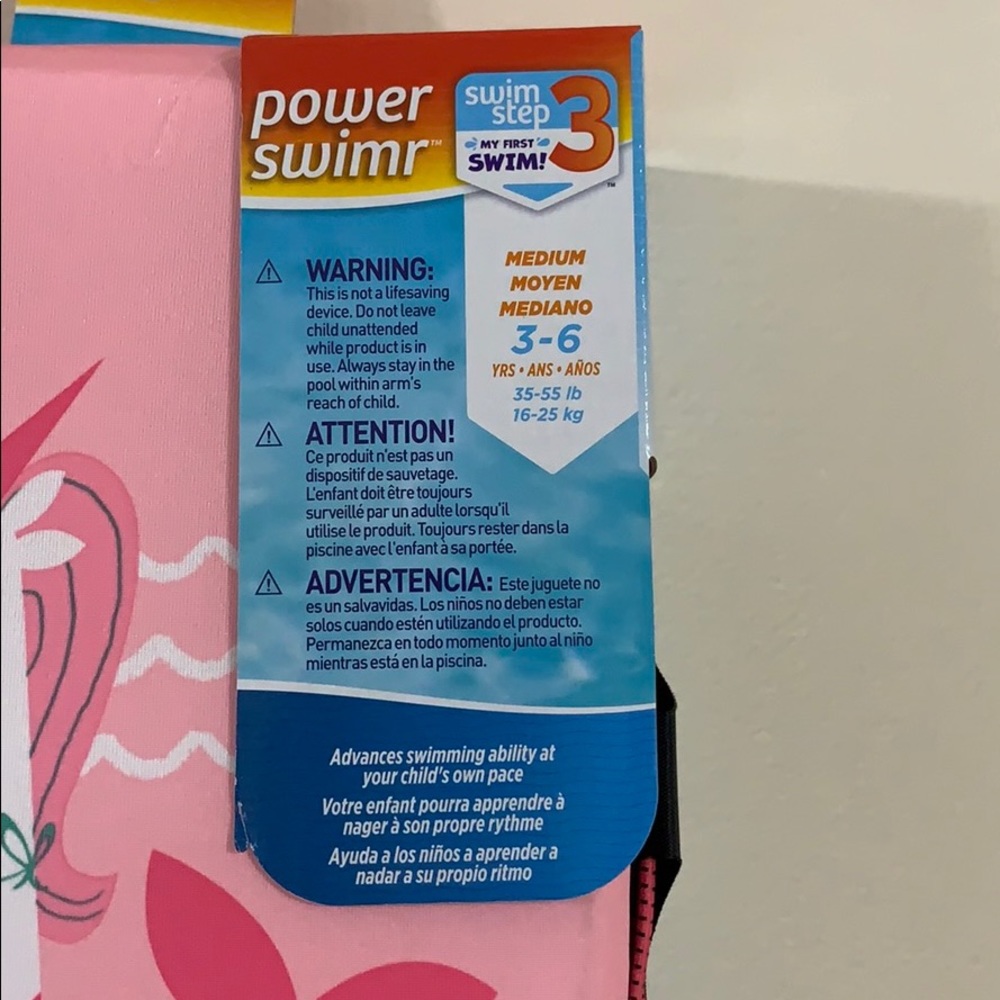 power
swimr™
swim
step
3
MY FIRST
SWIM!
™
MEDIUM
MOYEN
MEDIANO
3-6
YRS • ANS • AÑOS
35-55 lb
16-25 kg
WARNING:
This is not a lifesaving
device. Do not leave
child unattended
while product is in
use. Always stay in the
pool within arm's
reach of child.
ATTENTION!
Ce produit n'est pas un
dispositif de sauvetage.
L'enfant doit être toujours
surveillé par un adulte lorsqu'il
utilise le produit. Toujours rester dans la
piscine avec l'enfant à sa portée.
ADVERTENCIA: Este juguete no
es un salvavidas. Los niños no deben estar
solos cuando estén utilizando el producto.
Permanezca en todo momento junto al niño
mientras está en la piscina.
Advances swimming ability at
your child's own pace
Votre enfant pourra apprendre à
nager à son propre rythme
Ayuda a los niños a aprender a
nadar a su propio ritmo